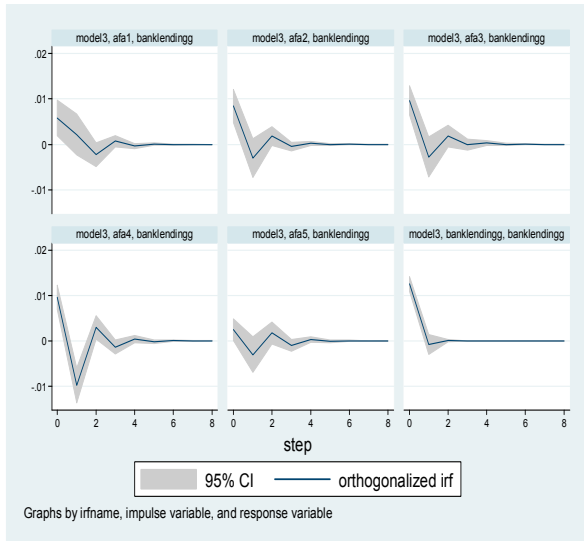 model3, afa1, banklendingg
model3, afa2, banklendingg
model3, afa3, banklendingg
.02
.01
0
-.01
model3, afa4, banklendingg
model3, afa5, banklendingg
model3, banklendingg, banklendingg
.02
.01
0
-.01
0 2 4 6 8
0 2 4 6 8
0 2 4 6 8
step
95% CI
orthogonalized irf
Graphs by irfname, impulse variable, and response variable